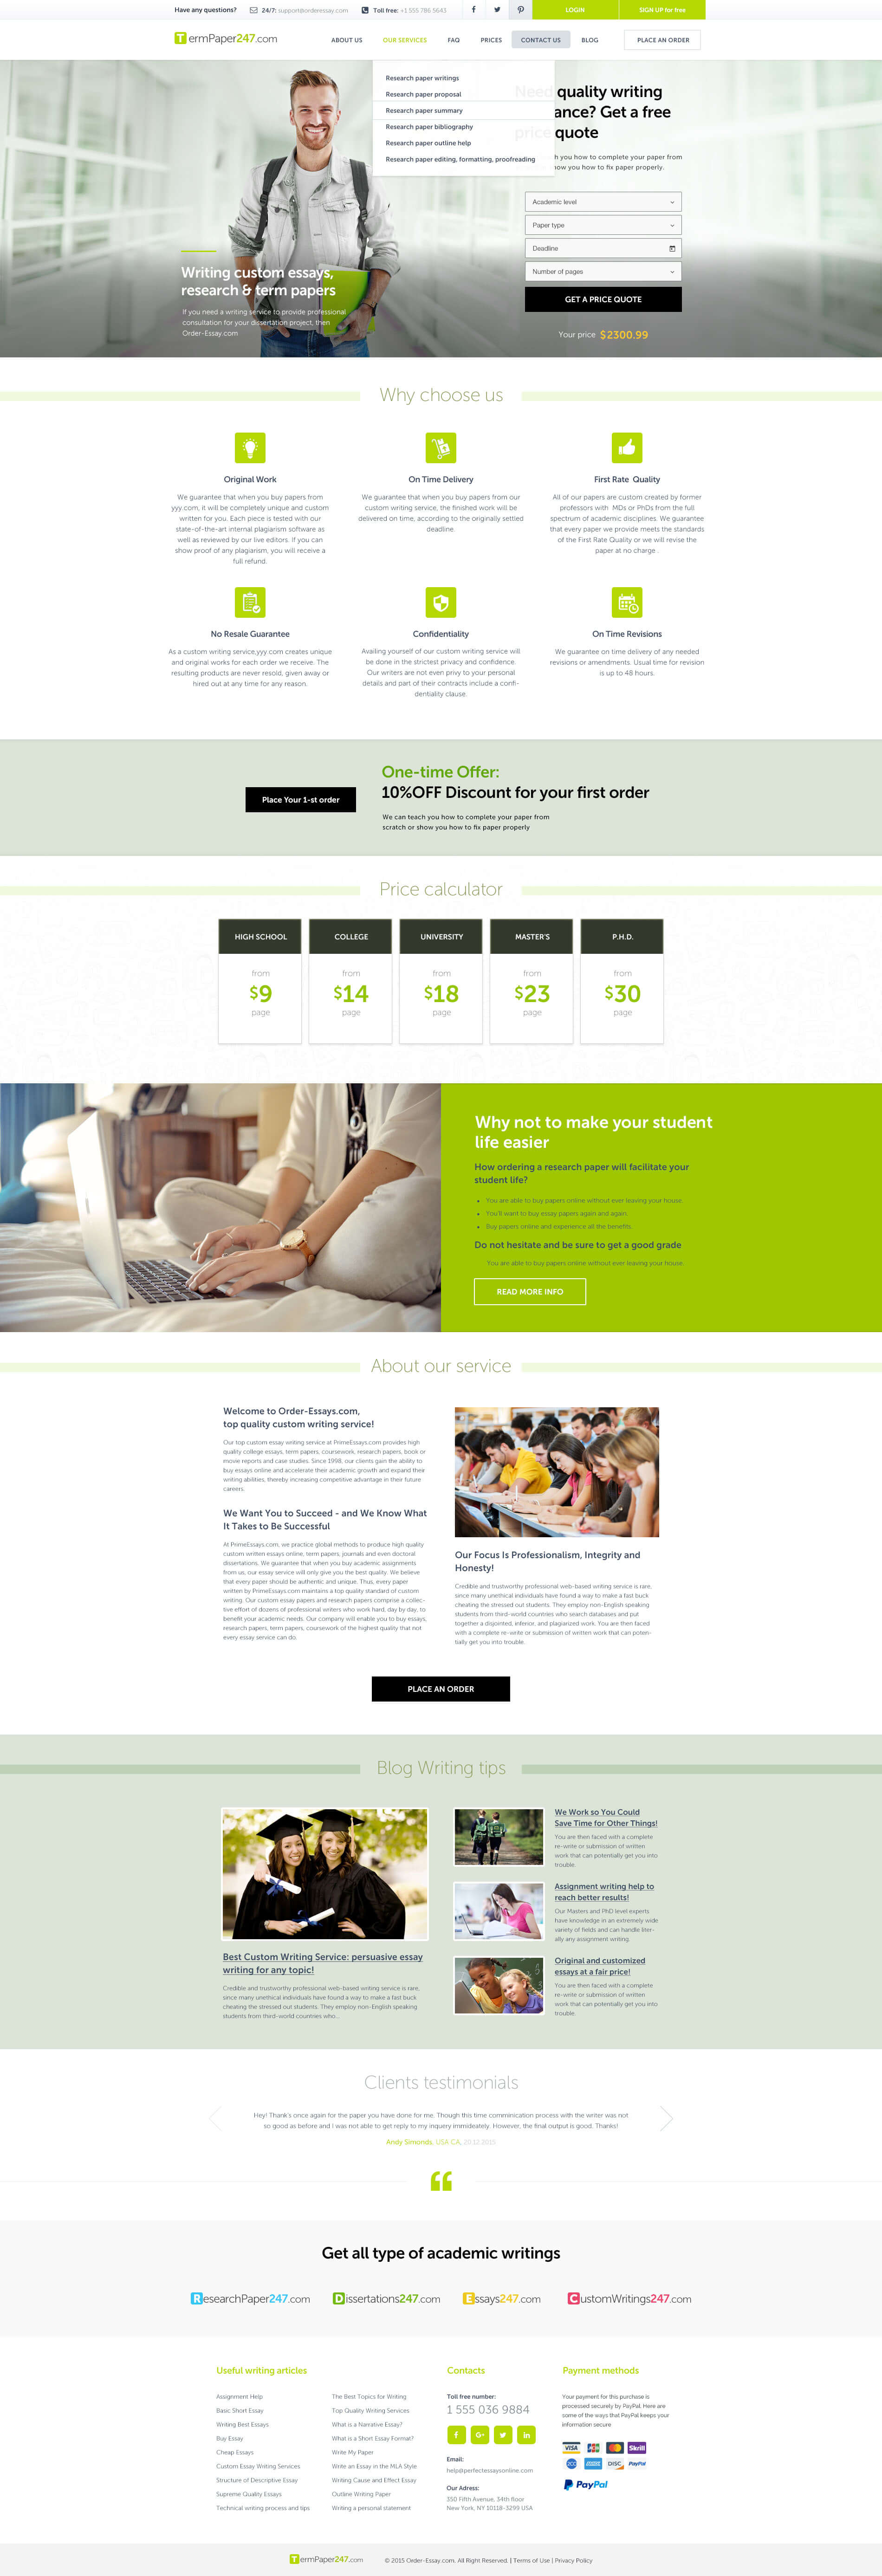 Have any questions?
24/7: support@orderessay.com
Toll free: +1 555 786 5643
LOGIN
SIGN UP for free
TermPaper247.com
ABOUT US
OUR SERVICES
FAQ
PRICES
CONTACT US
BLOG
PLACE AN ORDER
Research paper writings
Research paper proposal
Research paper summary
Research paper bibliography
Research paper outline help
Research paper editing, formatting, proofreading
Need quality writing
ance? Get a free
price quote
h you how to complete your paper from
how you how to fix paper properly.
Academic level
Paper type
Deadline
Number of pages
GET A PRICE QUOTE
Your price $2300.99
Writing custom essays,
research & term papers
If you need a writing service to provide professional
consultation for your dissertation project, then
Order-Essay.com
Why choose us
Original Work
We guarantee that when you buy papers from
yyy.com, it will be completely unique and custom
written for you. Each piece is tested with our
state-of-the-art internal plagiarism software as
well as reviewed by our live editors. If you can
show proof of any plagiarism, you will receive a
full refund.
On Time Delivery
We guarantee that when you buy papers from our
custom writing service, the finished work will be
delivered on time, according to the originally settled
deadline.
First Rate Quality
All of our papers are custom created by former
professors with MDs or PhDs from the full
spectrum of academic disciplines. We guarantee
that every paper we provide meets the standards
of the First Rate Quality or we will revise the
paper at no charge .
No Resale Guarantee
As a custom writing service,yyy.com creates unique
and original works for each order we receive. The
resulting products are never resold, given away or
hired out at any time for any reason.
Confidentiality
Availing yourself of our custom writing service will
be done in the strictest privacy and confidence.
Our writers are not even privy to your personal
details and part of their contracts include a confi-
dentiality clause.
On Time Revisions
We guarantee on time delivery of any needed
revisions or amendments. Usual time for revision
is up to 48 hours.
Place Your 1-st order
One-time Offer:
10%OFF Discount for your first order
We can teach you how to complete your paper from
scratch or show you how to fix paper properly
Price calculator
HIGH SCHOOL
from
$9
page
COLLEGE
from
$14
page
UNIVERSITY
from
$18
page
MASTER'S
from
$23
page
P.H.D.
from
$30
page
Why not to make your student
life easier
How ordering a research paper will facilitate your
student life?
• You are able to buy papers online without ever leaving your house.
• You'll want to buy essay papers again and again.
• Buy papers online and experience all the benefits.
Do not hesitate and be sure to get a good grade
You are able to buy papers online without ever leaving your house.
READ MORE INFO
About our service
Welcome to Order-Essays.com,
top quality custom writing service!
Our top custom essay writing service at PrimeEssays.com provides high
quality college essays, term papers, coursework, research papers, book or
movie reports and case studies. Since 1998, our clients gain the ability to
buy essays online and accelerate their academic growth and expand their
writing abilities, thereby increasing competitive advantage in their future
careers.
We Want You to Succeed - and We Know What
It Takes to Be Successful
At PrimeEssays.com, we practice global methods to produce high quality
custom written essays online, term papers, journals and even doctoral
dissertations. We guarantee that when you buy academic assignments
from us, our essay service will only give you the best quality. We believe
that every paper should be authentic and unique. Thus, every paper
written by PrimeEssays.com maintains a top quality standard of custom
writing. Our custom essay papers and research papers comprise a collec-
tive effort of dozens of professional writers who work hard, day by day, to
benefit your academic needs. Our company will enable you to buy essays,
research papers, term papers, coursework of the highest quality that not
every essay service can do.
Our Focus Is Professionalism, Integrity and
Honesty!
Credible and trustworthy professional web-based writing service is rare,
since many unethical individuals have found a way to make a fast buck
cheating the stressed out students. They employ non-English speaking
students from third-world countries who search databases and put
together a disjointed, inferior, and plagiarized work. You are then faced
with a complete re-write or submission of written work that can poten-
tially get you into trouble.
PLACE AN ORDER
Blog Writing tips
Best Custom Writing Service: persuasive essay
writing for any topic!
Credible and trustworthy professional web-based writing service is rare,
since many unethical individuals have found a way to make a fast buck
cheating the stressed out students. They employ non-English speaking
students from third-world countries who...
We Work so You Could
Save Time for Other Things!
You are then faced with a complete
re-write or submission of written
work that can potentially get you into
trouble.
Assignment writing help to
reach better results!
Our Masters and PhD level experts
have knowledge in an extremely wide
variety of fields and can handle liter-
ally any assignment writing.
Original and customized
essays at a fair price!
You are then faced with a complete
re-write or submission of written
work that can potentially get you into
trouble.
Clients testimonials
Hey! Thank's once again for the paper you have done for me. Though this time comminication process with the writer was not
so good as before and I was not able to get reply to my inquery immideately. However, the final output is good. Thanks!
Andy Simonds, USA CA, 20.12.2015
Get all type of academic writings
ResearchPaper247.com
Dissertations247.com
Essays247.com
CustomWritings247.com
Useful writing articles
Assignment Help
Basic Short Essay
Writing Best Essays
Buy Essay
Cheap Essays
Custom Essay Writing Services
Structure of Descriptive Essay
Supreme Quality Essays
Technical writing process and tips
The Best Topics for Writing
Top Quality Writing Services
What is a Narrative Essay?
What is a Short Essay Format?
Write My Paper
Write an Essay in the MLA Style
Writing Cause and Effect Essay
Outline Writing Paper
Writing a personal statement
Contacts
Toll free number:
1 555 036 9884
Email:
help@perfectessaysonline.com
Our Adress:
350 Fifth Avenue, 34th floor
New York, NY 10118-3299 USA
Payment methods
Your payment for this purchase is
processed securely by PayPal. Here are
some of the ways that PayPal keeps your
information secure
VISA
JCB
Skrill
DISC
PayPal
PayPal
TermPaper247.com
© 2015 Order-Essay.com. All Right Reserved. | Terms of Use | Privacy Policy